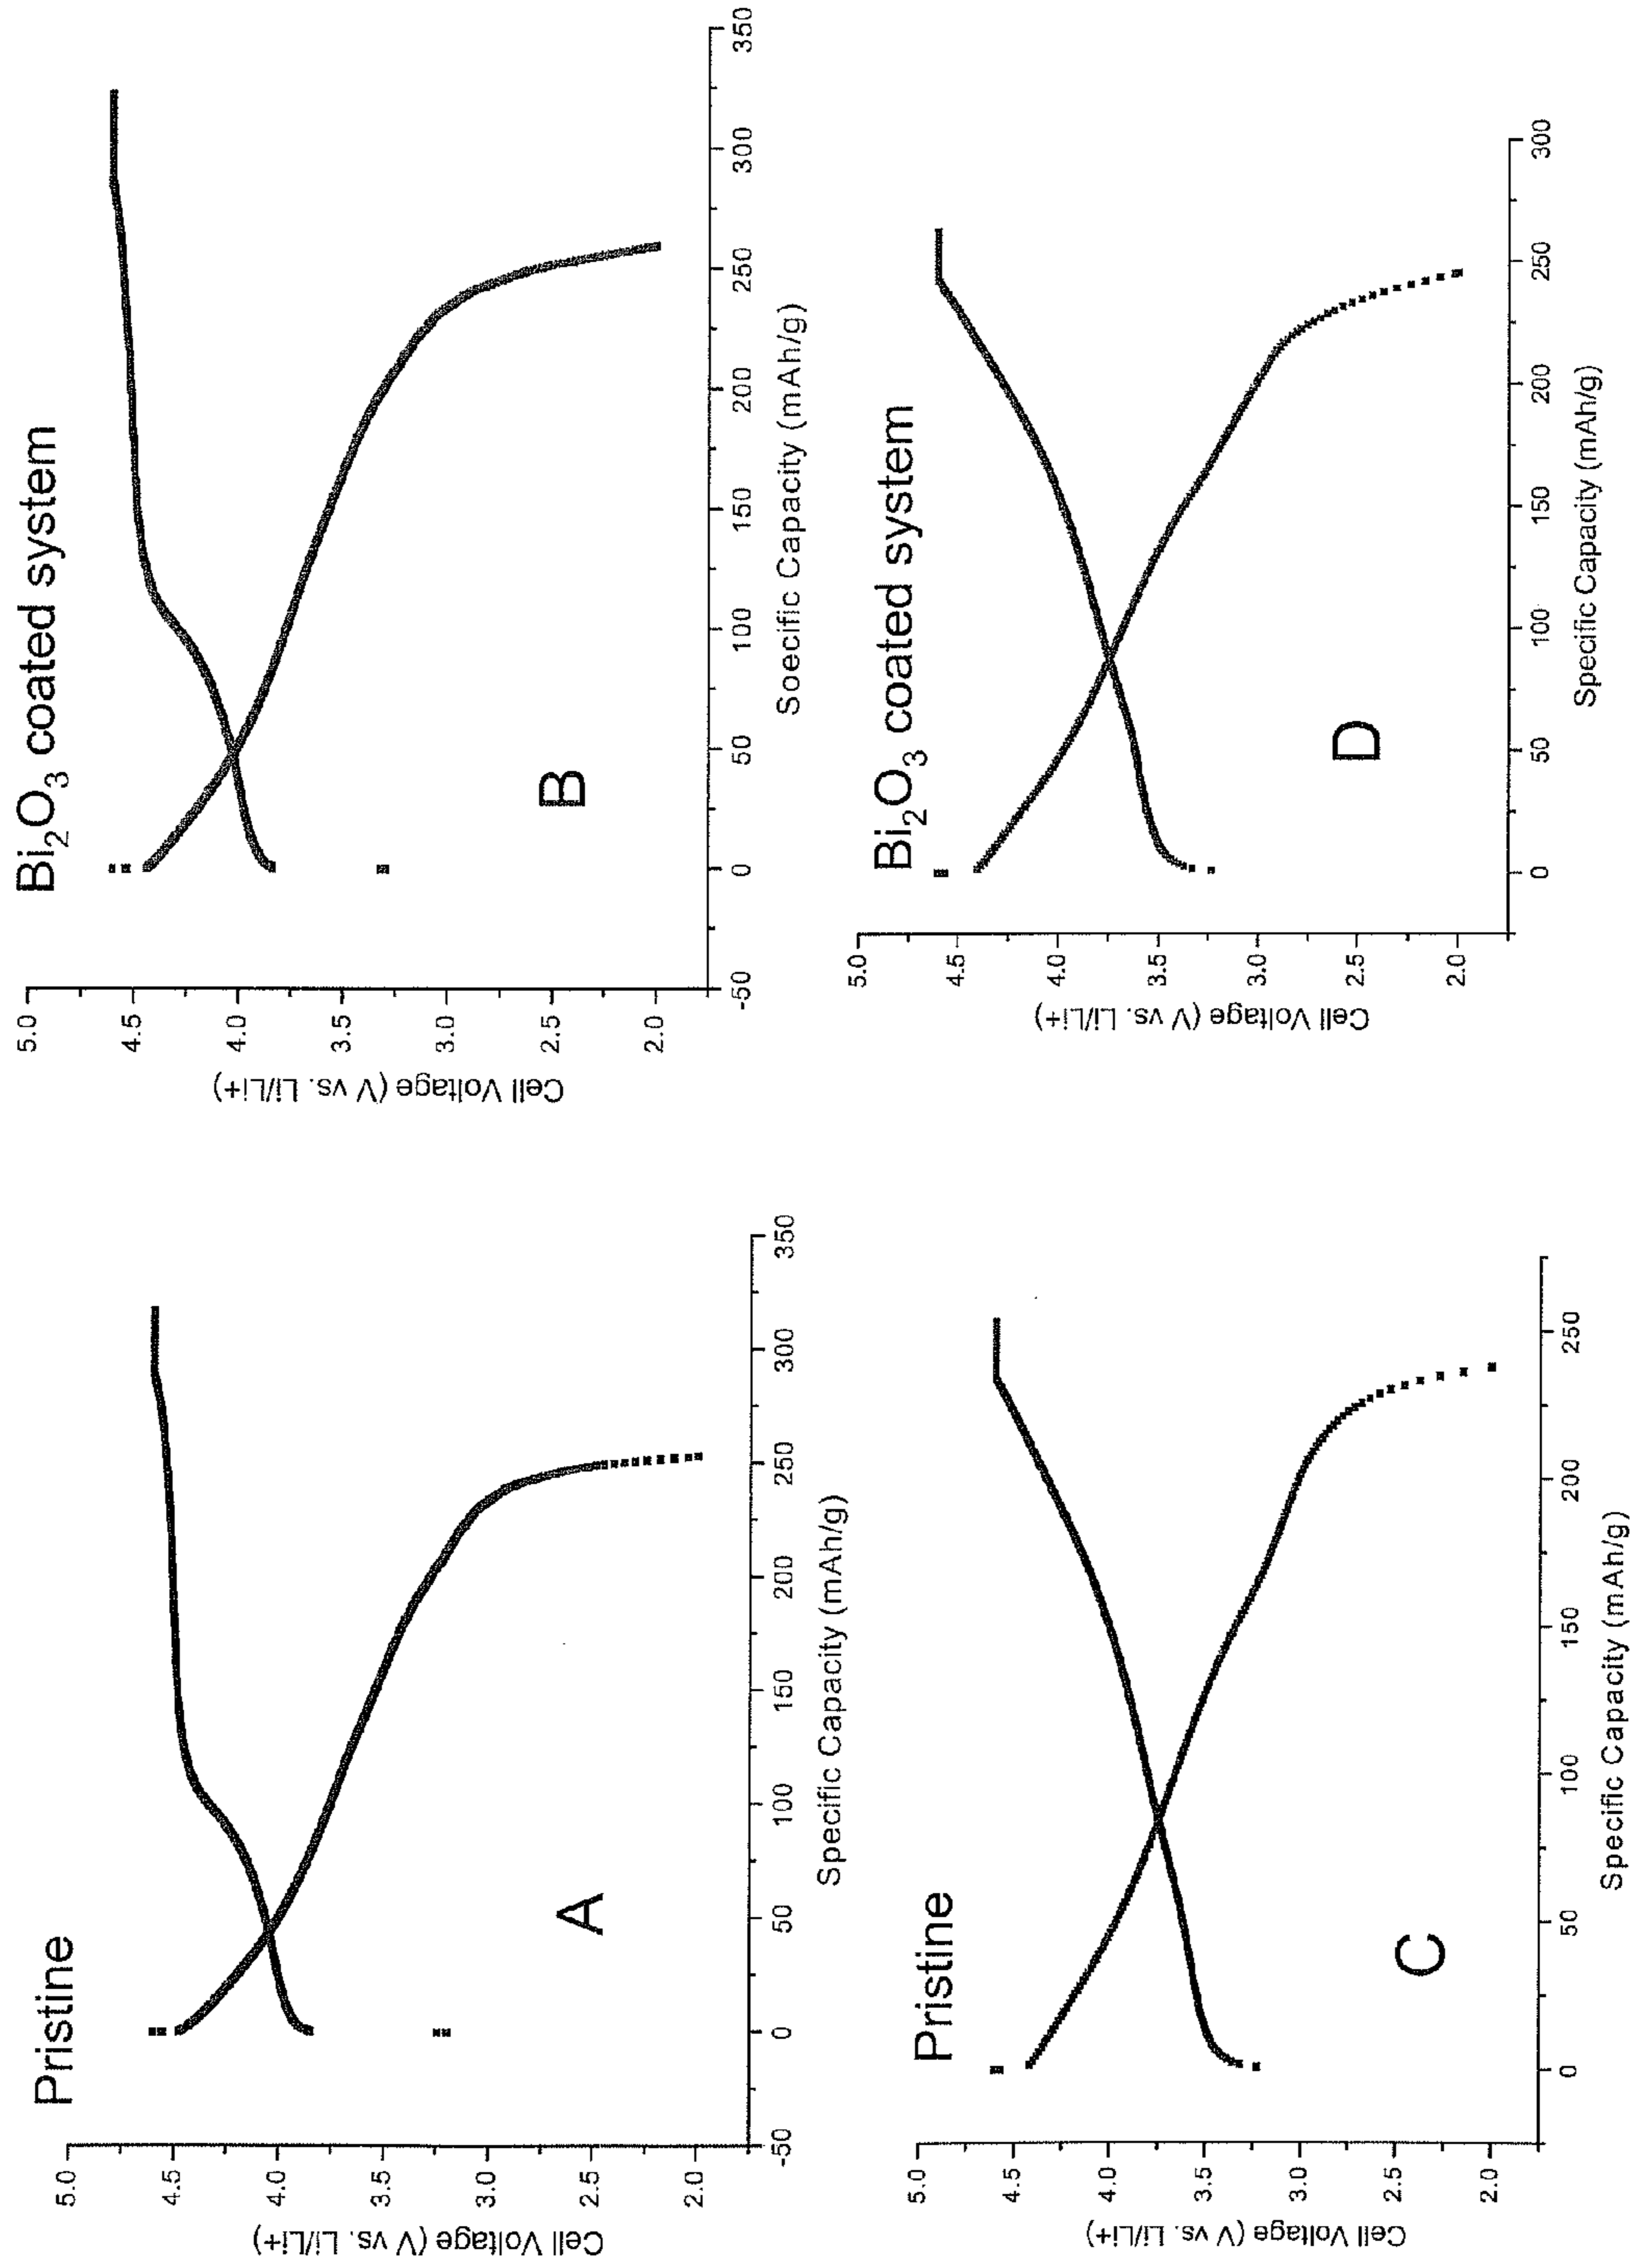 Pristine
5.0
4.5
4.0
3.5
3.0
2.5
2.0
Cell Voltage (V vs. Li/Li+)
A
-50 0 50 100 150 200 250 300 350
Specific Capacity (mAh/g)
Bi₂O₃ coated system
5.0
4.5
4.0
3.5
3.0
2.5
2.0
Cell Voltage (V vs. Li/Li+)
B
-50 0 50 100 150 200 250 300 350
Soecific Capacity (mAh/g)
Pristine
5.0
4.5
4.0
3.5
3.0
2.5
2.0
Cell Voltage (V vs. Li/Li+)
C
0 50 100 150 200 250
Specific Capacity (mAh/g)
Bi₂O₃ coated system
5.0
4.5
4.0
3.5
3.0
2.5
2.0
Cell Voltage (V vs. Li/Li+)
D
0 50 100 150 200 250 300
Specific Capacity (mAh/g)